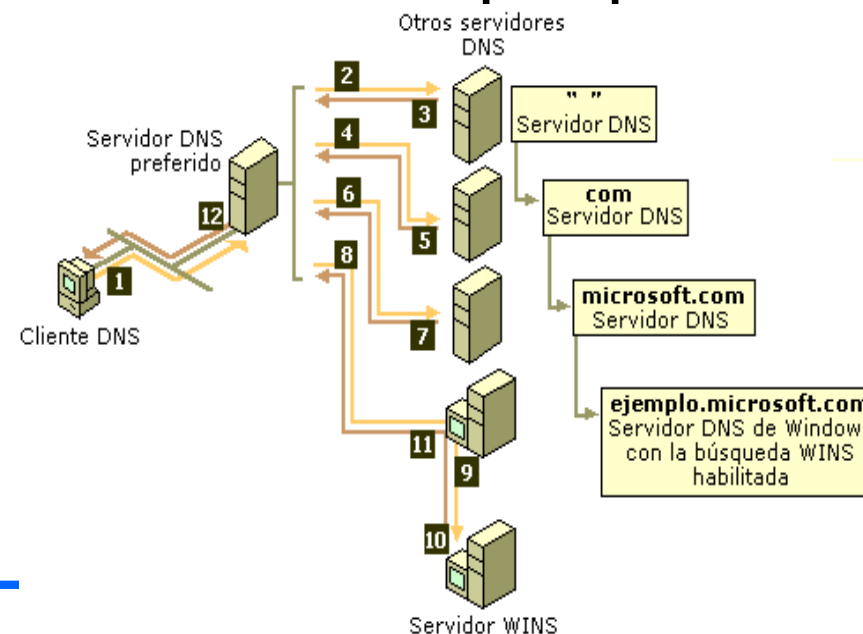 Otros servidores
DNS
Servidor DNS
preferido
Cliente DNS
1
2
3
4
5
6
7
8
9
10
11
12
" "
Servidor DNS
com
Servidor DNS
microsoft.com
Servidor DNS
ejemplo.microsoft.com
Servidor DNS de Window
con la búsqueda WINS
habilitada
Servidor WINS